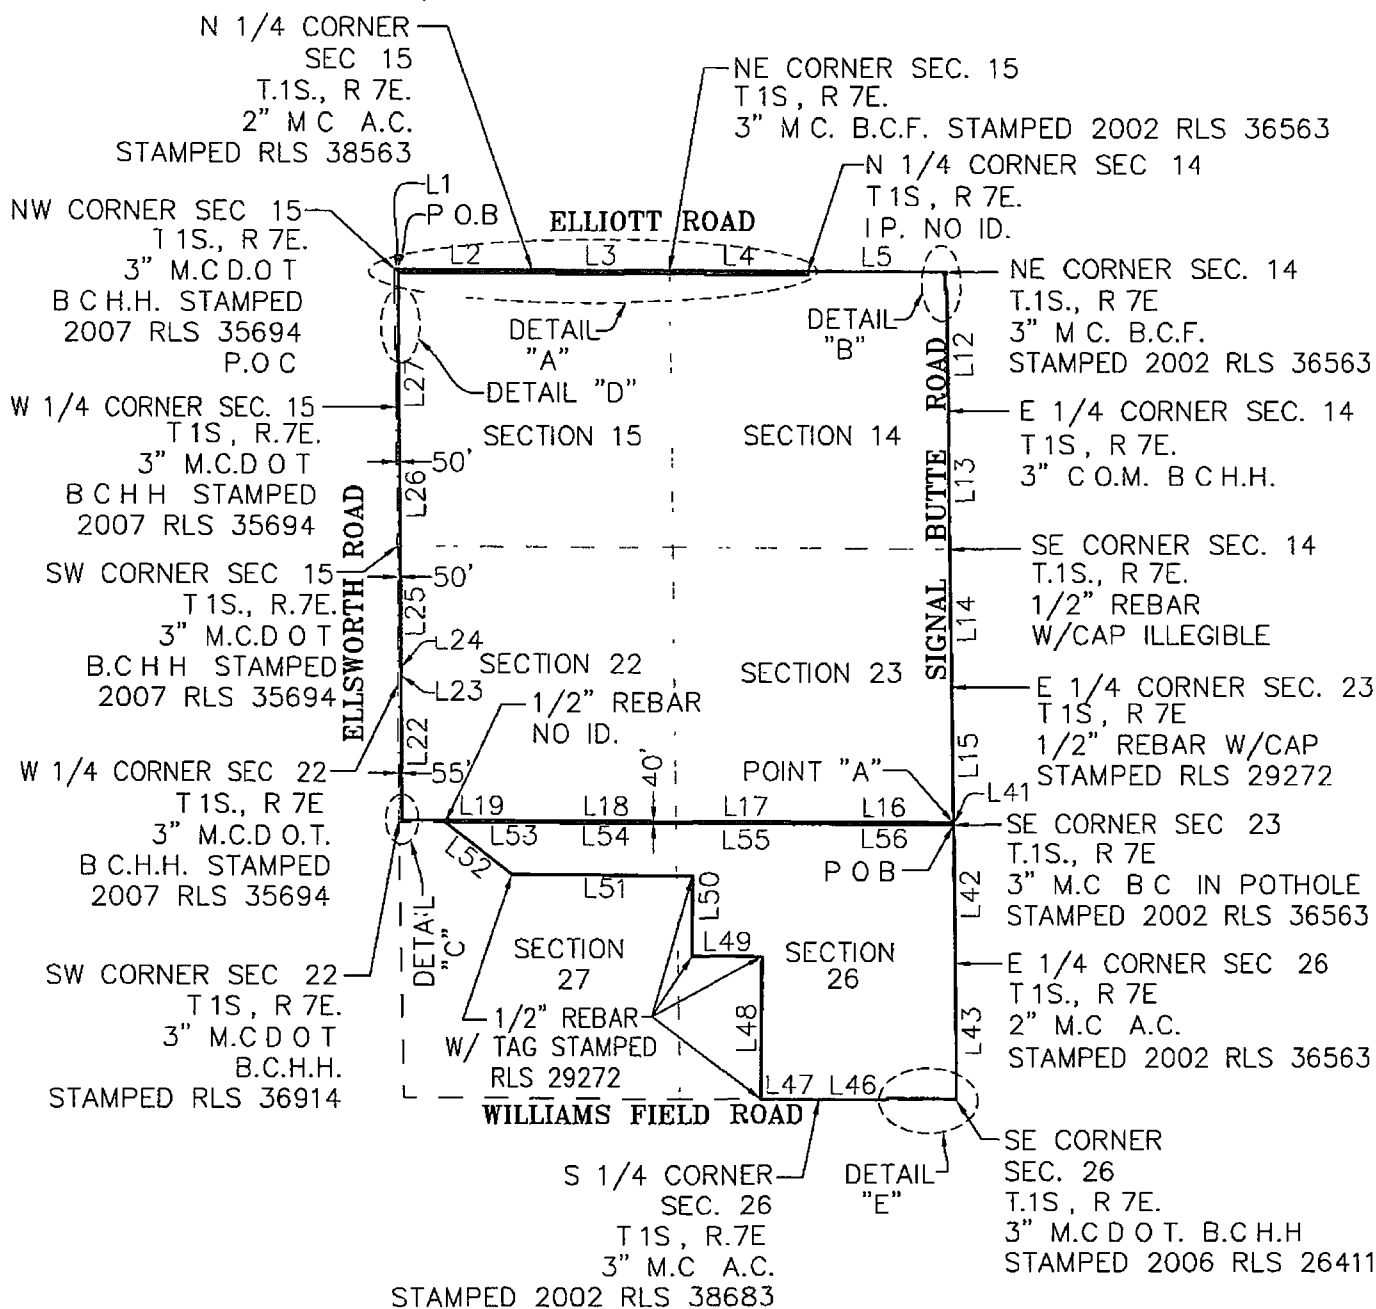 N 1/4 CORNER
SEC 15
T.1S., R 7E.
2" M C A.C.
STAMPED RLS 38563
NE CORNER SEC. 15
T 1S, R 7E.
3" M C. B.C.F. STAMPED 2002 RLS 36563
N 1/4 CORNER SEC 14
T 1S, R 7E.
I P. NO ID.
L1
P O.B
ELLIOTT ROAD
L2
L3
L4
L5
NW CORNER SEC 15
T 1S., R 7E.
3" M.C D.O T
B C H.H. STAMPED
2007 RLS 35694
P.O C
NE CORNER SEC. 14
T.1S., R 7E
3" M C. B.C.F.
STAMPED 2002 RLS 36563
DETAIL
"A"
DETAIL
"B"
DETAIL "D"
L27
L12
W 1/4 CORNER SEC. 15
T 1S, R.7E.
3" M.C.D O T
B C H H STAMPED
2007 RLS 35694
SECTION 15
SECTION 14
E 1/4 CORNER SEC. 14
T 1S, R 7E.
3" C O.M. B C H.H.
50'
L26
L13
ELLSWORTH ROAD
SIGNAL BUTTE ROAD
SW CORNER SEC 15
T 1S., R.7E.
3" M.C.D O T
B.C H H STAMPED
2007 RLS 35694
50'
L25
L24
L23
SE CORNER SEC. 14
T.1S., R 7E.
1/2" REBAR
W/CAP ILLEGIBLE
L14
SECTION 22
SECTION 23
1/2" REBAR
NO ID.
E 1/4 CORNER SEC. 23
T 1S, R 7E
1/2" REBAR W/CAP
STAMPED RLS 29272
L22
L15
W 1/4 CORNER SEC 22
T 1S., R 7E
3" M.C.D O.T.
B C.H.H. STAMPED
2007 RLS 35694
55'
40'
POINT "A"
L41
L19
L18
L17
L16
L53
L54
L55
L56
P O B
SE CORNER SEC 23
T.1S., R 7E
3" M.C B C IN POTHOLE
STAMPED 2002 RLS 36563
L52
L51
L50
L42
DETAIL
"C"
SECTION
27
L49
SECTION
26
SW CORNER SEC 22
T 1S, R 7E.
3" M.C D O T
B.C.H.H.
STAMPED RLS 36914
E 1/4 CORNER SEC 26
T 1S., R 7E
2" M.C A.C.
STAMPED 2002 RLS 36563
1/2" REBAR
W/ TAG STAMPED
RLS 29272
L48
L43
L47
L46
WILLIAMS FIELD ROAD
S 1/4 CORNER
SEC. 26
T 1S, R.7E
3" M.C A.C.
STAMPED 2002 RLS 38683
DETAIL
"E"
SE CORNER
SEC. 26
T.1S, R 7E.
3" M.C D O T. B.C H.H
STAMPED 2006 RLS 26411